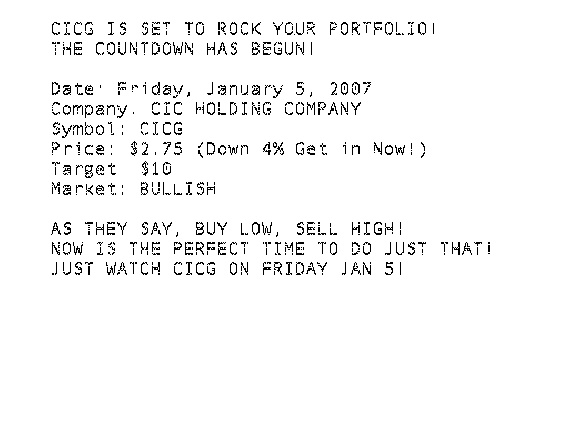 CICG IS SET TO ROCK YOUR PORTFOLIO!
THE COUNTDOWN HAS BEGUN!
Date: Friday, January 5, 2007
Company: CIC HOLDING COMPANY
Symbol: CICG
Price: $2.75 (Down 4% Get in Now!)
Target  $10
Market: BULLISH
AS THEY SAY, BUY LOW, SELL HIGH!
NOW IS THE PERFECT TIME TO DO JUST THAT!
JUST WATCH CICG ON FRIDAY JAN 5!